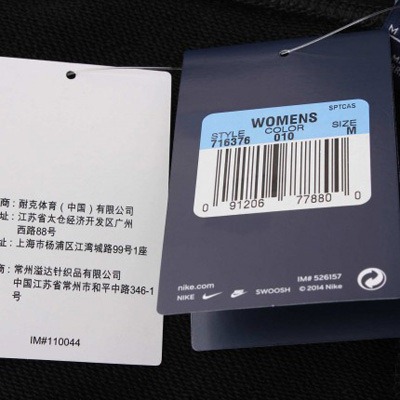 商：耐克体育（中国）有限公司
址：江苏省太仓经济开发区广州
西路88号
址：上海市杨浦区江湾城路99号1座
商：常州溢达针织品有限公司
中国江苏省常州市和平中路346-1
号
IM#110044
SPTCAS
WOMENS
STYLE COLOR SIZE
716376 010 M
0 91206 77880 0
nike.com
NIKE SWOOSH
IM# 526157
© 2014 Nike